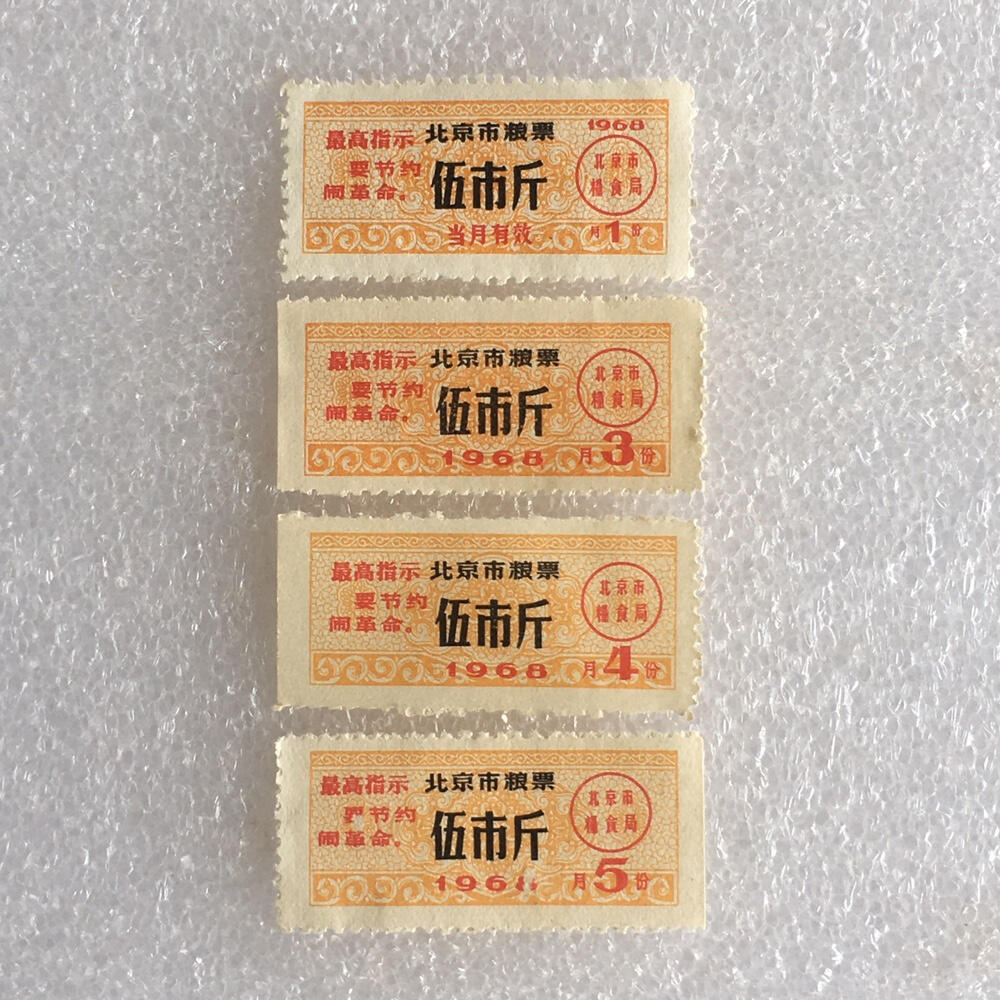 最高指示
要节约
闹革命。
北京市粮票
伍市斤
当月有效
1968
北京市
粮食局
月1份
最高指示
要节约
闹革命。
北京市粮票
伍市斤
1968
北京市
粮食局
月3份
最高指示
要节约
闹革命。
北京市粮票
伍市斤
1968
北京市
粮食局
月4份
最高指示
要节约
闹革命。
北京市粮票
伍市斤
1968
北京市
粮食局
月5份